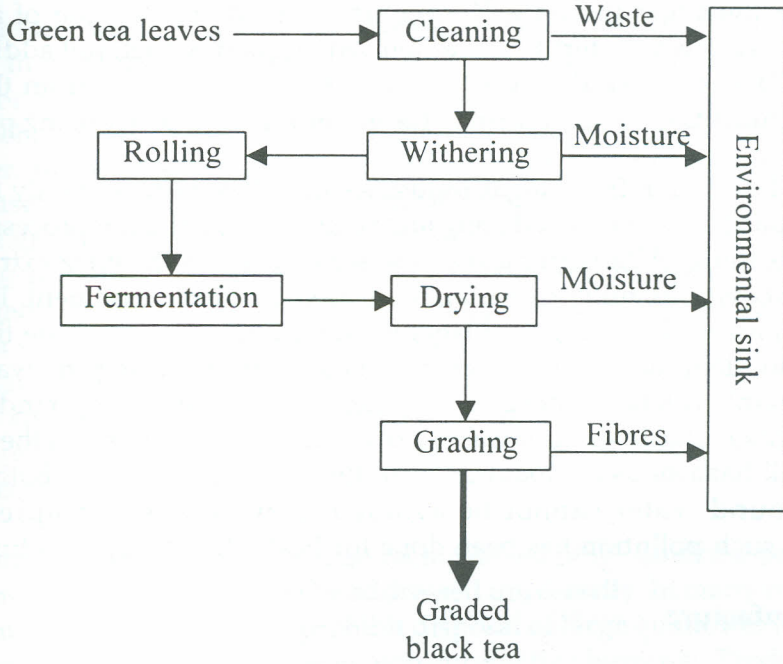 Green tea leaves
Cleaning
Waste
Rolling
Withering
Moisture
Fermentation
Drying
Moisture
Grading
Fibres
Environmental sink
Graded
black tea